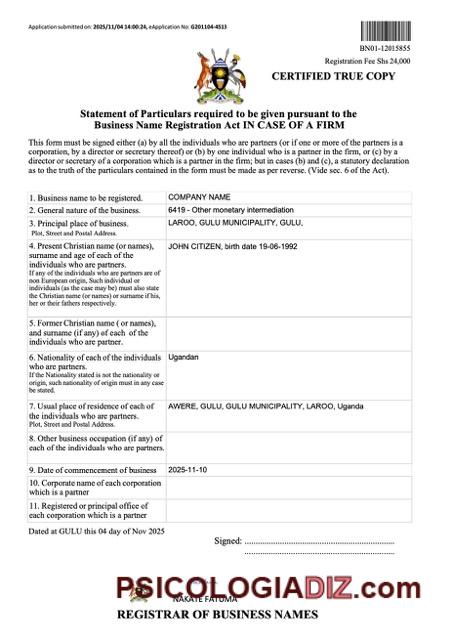 Application submitted on: 2025/11/04 14:00:24, eApplication No: G201104-4513
BN01-12015855
Registration Fee Shs 24,000
CERTIFIED TRUE COPY
Statement of Particulars required to be given pursuant to the
Business Name Registration Act IN CASE OF A FIRM
This form must be signed either (a) by all the individuals who are partners (or if one or more of the partners is a
corporation, by a director or secretary thereof) or (b) by one individual who is a partner in the firm, or (c) by a
director or secretary of a corporation which is a partner in the firm; but in cases (b) and (c), a statutory declaration
as to the truth of the particulars contained in the form must be made as per reverse. (Vide sec. 6 of the Act).
1. Business name to be registered. COMPANY NAME
2. General nature of the business. 6419 - Other monetary intermediation
3. Principal place of business. LAROO, GULU MUNICIPALITY, GULU,
Plot, Street and Postal Address.
4. Present Christian name (or names), JOHN CITIZEN, birth date 19-06-1992
surname and age of each of the
individuals who are partners.
If any of the individuals who are partners are of
non European origin, Such individual or
individuals (as the case may be) must also state
the Christian name (or names) or surname if his,
her or their fathers respectively.
5. Former Christian name ( or names),
and surname (if any) of each of the
individuals who are partner.
6. Nationality of each of the individuals Ugandan
who are partners.
If the Nationality stated is not the nationality or
origin, such nationality of origin must in any case
be stated.
7. Usual place of residence of each of AWERE, GULU, GULU MUNICIPALITY, LAROO, Uganda
the individuals who are partners.
Plot, Street and Postal Address.
8. Other business occupation (if any) of
each of the individuals who are partners.
9. Date of commencement of business 2025-11-10
10. Corporate name of each corporation
which is a partner
11. Registered or principal office of
each corporation which is a partner
Dated at GULU this 04 day of Nov 2025
Signed: ..........................................................
..........................................................
PSICOLOGIADIZ.com
NAKATE FATUMA
REGISTRAR OF BUSINESS NAMES